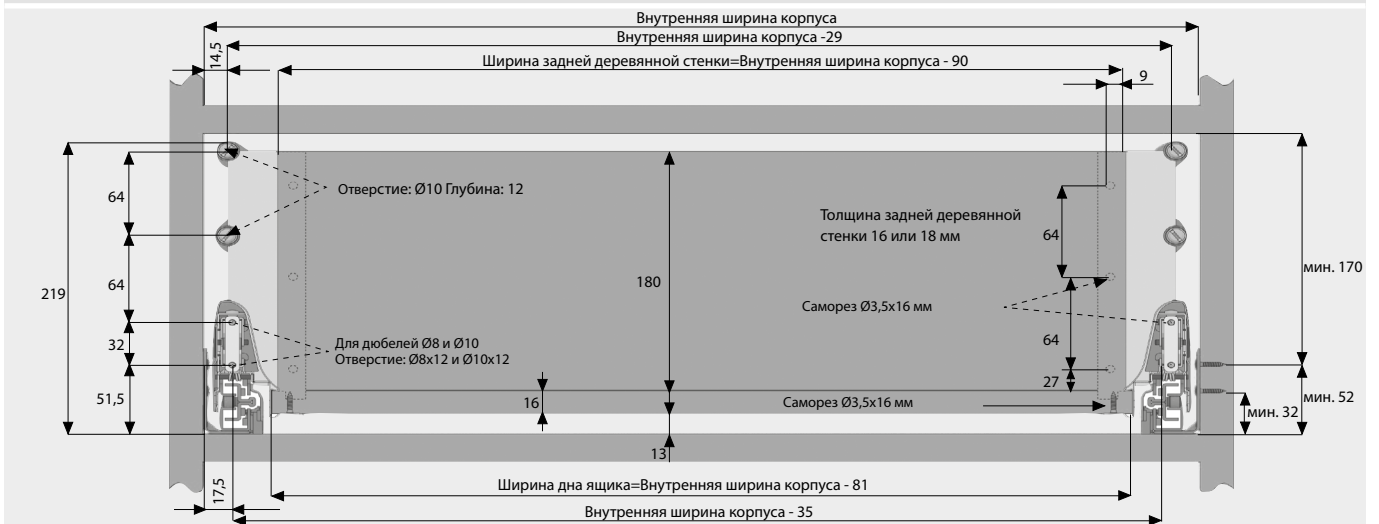 Внутренняя ширина корпуса
Внутренняя ширина корпуса -29
14,5
Ширина задней деревянной стенки=Внутренняя ширина корпуса - 90
9
Отверстие: Ø10 Глубина: 12
64
Толщина задней деревянной
стенки 16 или 18 мм
64
мин. 170
219
64
180
Саморез Ø3,5x16 мм
32
Для дюбелей Ø8 и Ø10
Отверстие: Ø8x12 и Ø10x12
64
27
51,5
16
Саморез Ø3,5x16 мм
мин. 32
мин. 52
13
17,5
Ширина дна ящика=Внутренняя ширина корпуса - 81
Внутренняя ширина корпуса - 35